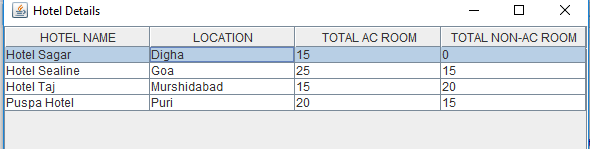 Hotel Details
HOTEL NAME LOCATION TOTAL AC ROOM TOTAL NON-AC ROOM
Hotel Sagar Digha 15 0
Hotel Sealine Goa 25 15
Hotel Taj Murshidabad 15 20
Puspa Hotel Puri 20 15